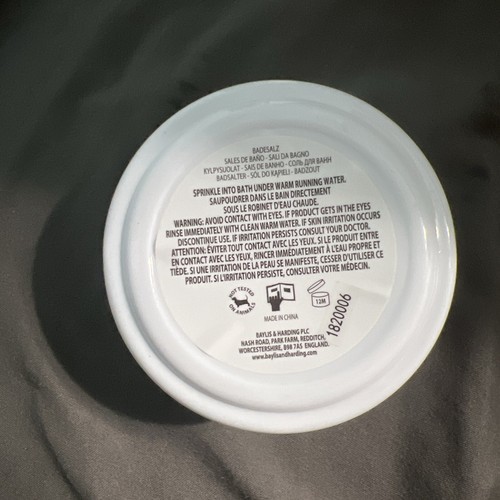 BADESALZ
SALES DE BAÑO - SALI DA BAGNO
KYLPYSUOLAT - SAIS DE BANHO - СОЛЬ ДЛЯ ВАНН
BADSALTER - SÓL DO KĄPIELI - BADZOUT
SPRINKLE INTO BATH UNDER WARM RUNNING WATER.
SAUPOUDRER DANS LE BAIN DIRECTEMENT
SOUS LE ROBINET D'EAU CHAUDE.
WARNING: AVOID CONTACT WITH EYES. IF PRODUCT GETS IN THE EYES
RINSE IMMEDIATELY WITH CLEAN WARM WATER. IF SKIN IRRITATION OCCURS
DISCONTINUE USE. IF IRRITATION PERSISTS CONSULT YOUR DOCTOR.
ATTENTION: ÉVITER TOUT CONTACT AVEC LES YEUX. SI LE PRODUIT ENTRE
EN CONTACT AVEC LES YEUX, RINCER IMMÉDIATEMENT À L'EAU PROPRE ET
TIÈDE. SI UNE IRRITATION DE LA PEAU SE MANIFESTE, CESSER D'UTILISER CE
PRODUIT. SI L'IRRITATION PERSISTE, CONSULTER VOTRE MÉDECIN.
NOT TESTED ON ANIMALS
12M
1820006
MADE IN CHINA
BAYLIS & HARDING PLC
NASH ROAD, PARK FARM, REDDITCH,
WORCESTERSHIRE, B98 7AS ENGLAND.
www.baylisandharding.com